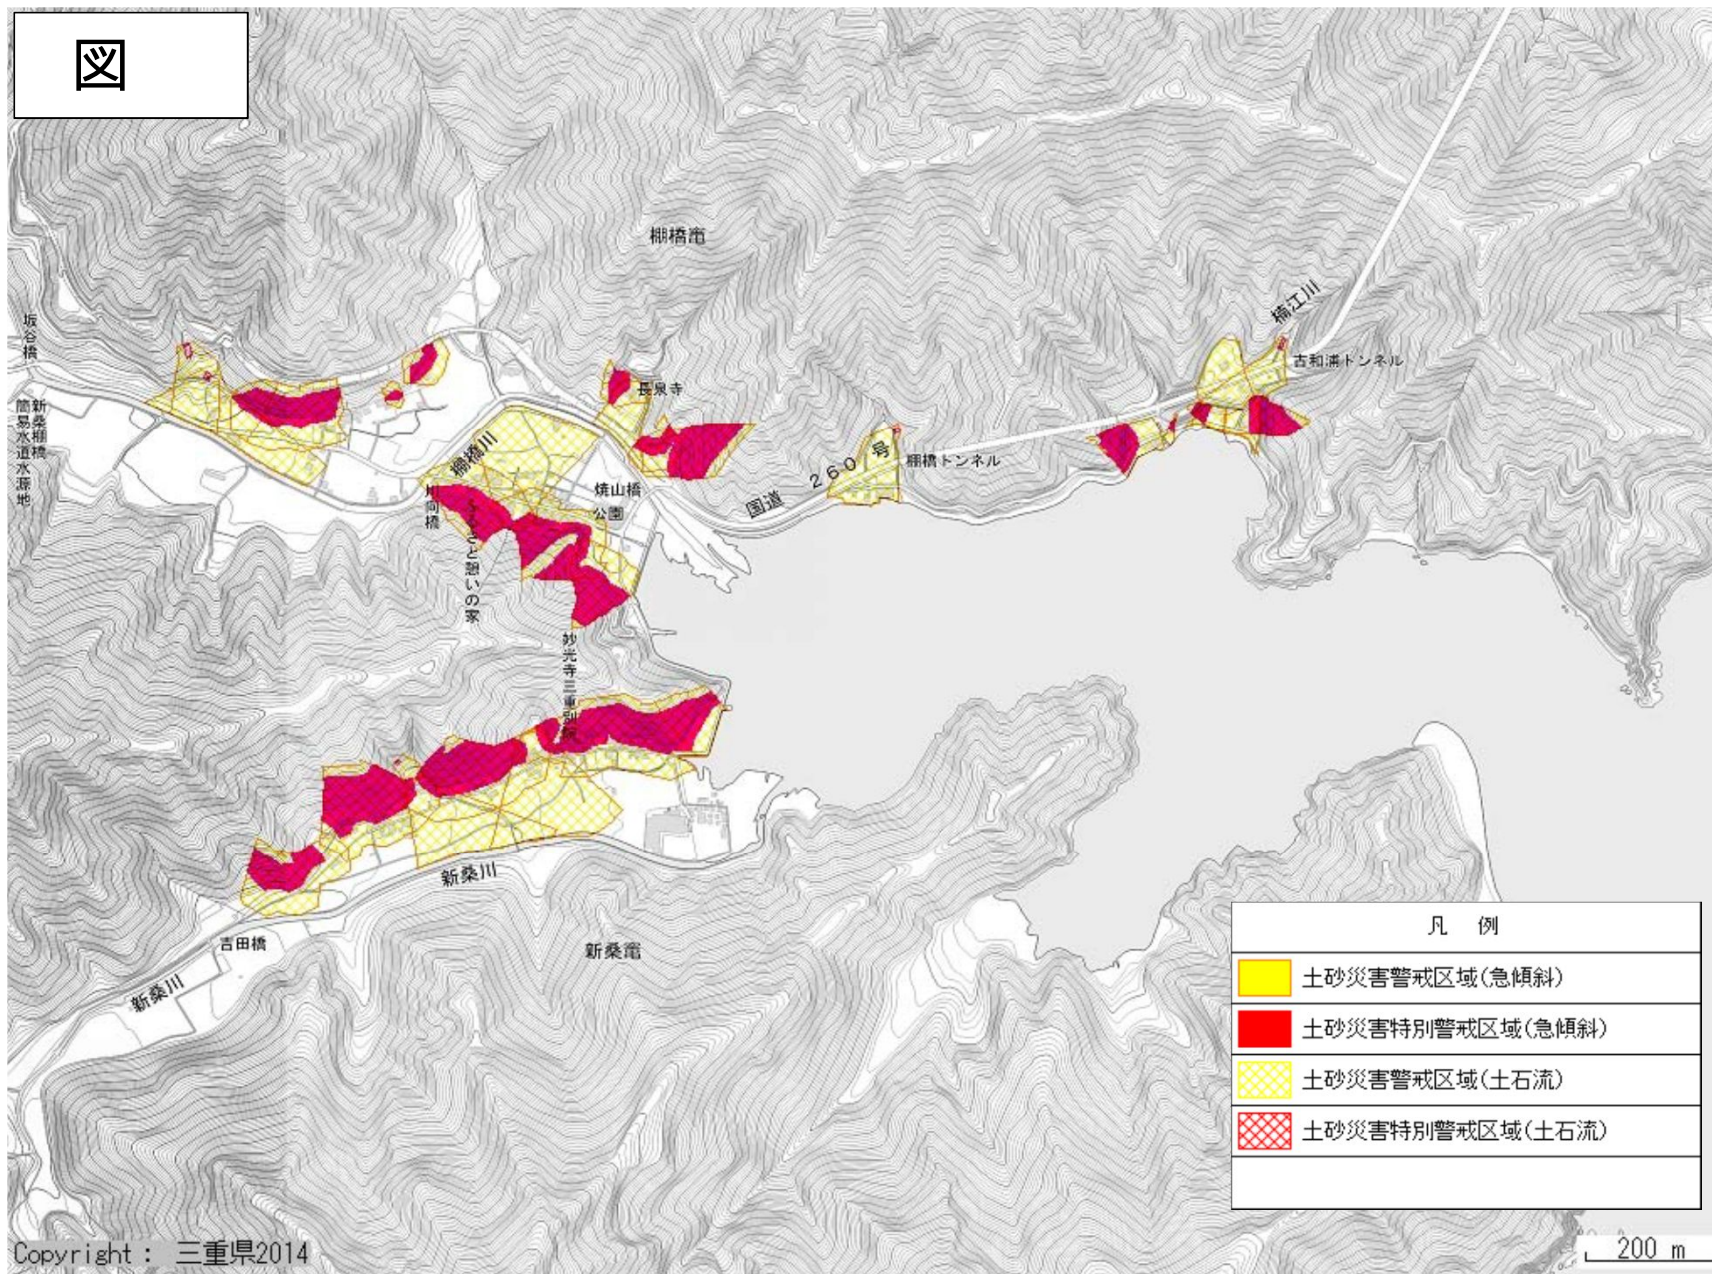 図
棚橋竈
楠江川
坂谷橋
古和浦トンネル
長泉寺
新桑棚橋
簡易水道水源地
棚橋川
国道260号
棚橋トンネル
川向橋
焼山橋
公園
ふるさと憩いの家
妙光寺三重別院
新桑川
吉田橋
新桑竈
新桑川
凡 例
土砂災害警戒区域(急傾斜)
土砂災害特別警戒区域(急傾斜)
土砂災害警戒区域(土石流)
土砂災害特別警戒区域(土石流)
Copyright : 三重県2014
200 m